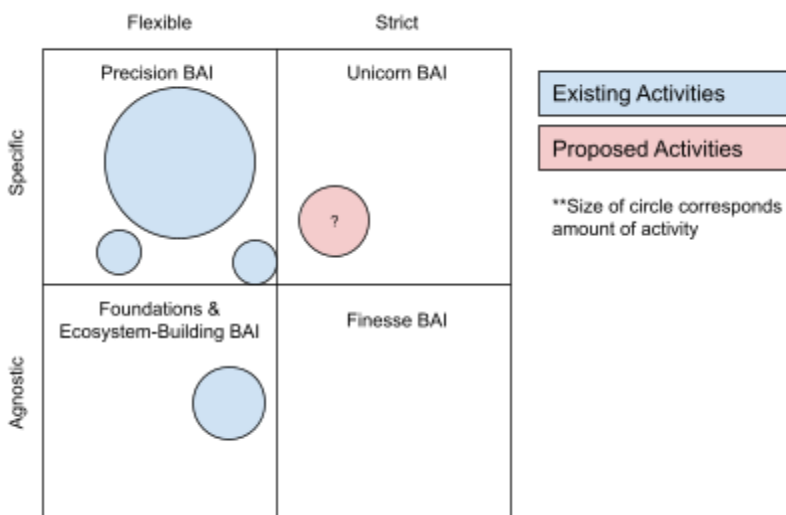 Flexible
Strict
Specific
Precision BAI
Unicorn BAI
?
Existing Activities
Proposed Activities
**Size of circle corresponds
amount of activity
Agnostic
Foundations &
Ecosystem-Building BAI
Finesse BAI